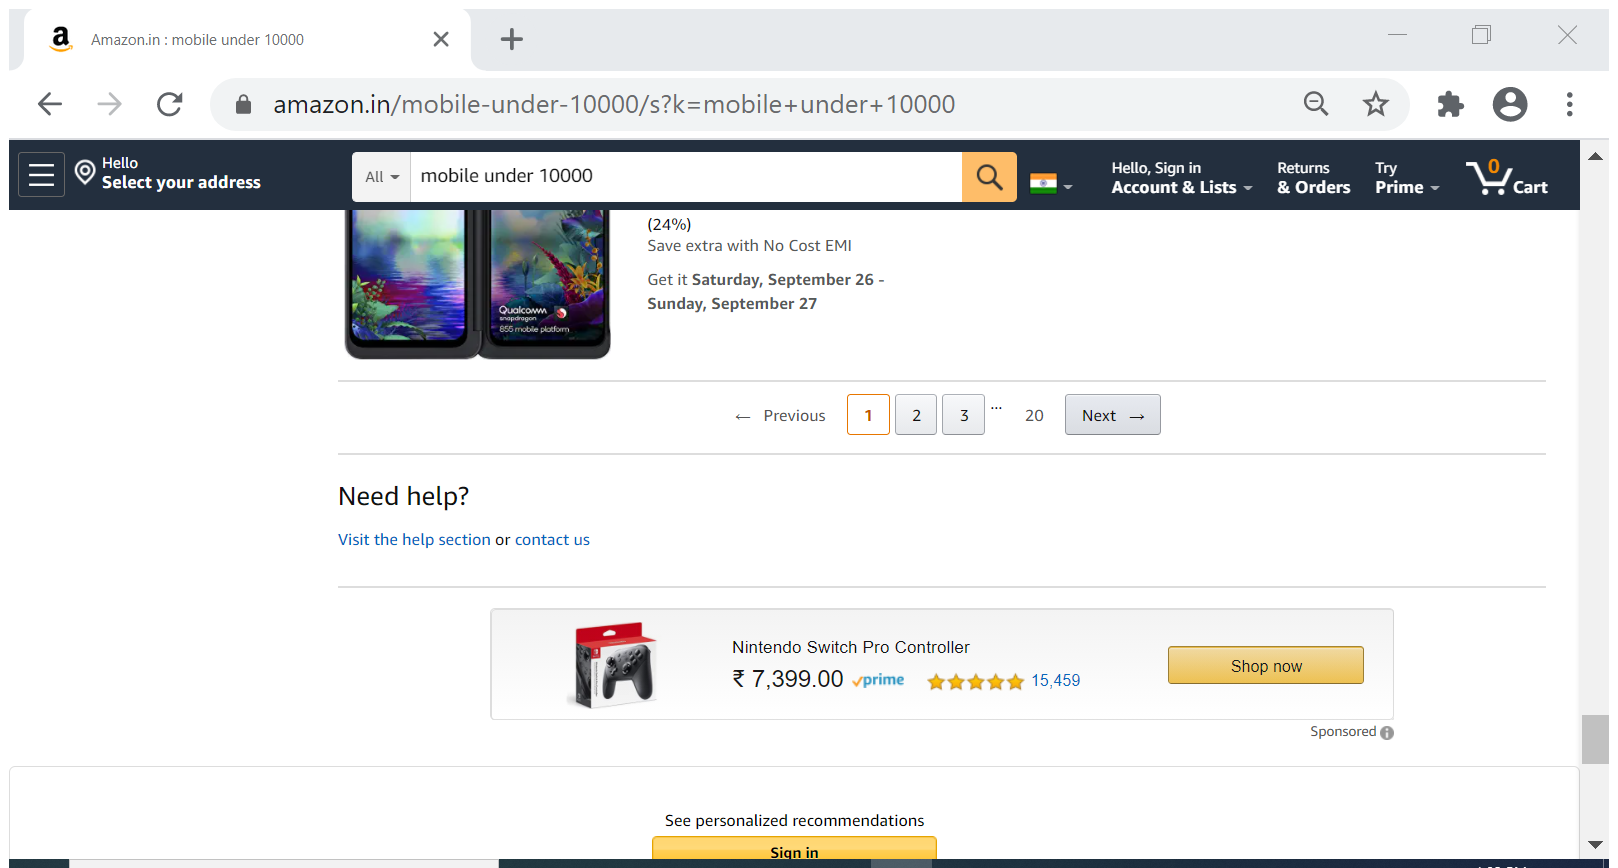 Amazon.in : mobile under 10000
amazon.in/mobile-under-10000/s?k=mobile+under+10000
Hello
Select your address
All
mobile under 10000
Hello, Sign in
Account & Lists
Returns
& Orders
Try
Prime
0
Cart
(24%)
Save extra with No Cost EMI
Get it Saturday, September 26 -
Sunday, September 27
Qualcomm
snapdragon
855 mobile platform
← Previous 1 2 3 ... 20 Next →
Need help?
Visit the help section or contact us
Nintendo Switch Pro Controller
₹ 7,399.00 prime 15,459
Shop now
Sponsored
See personalized recommendations
Sign in